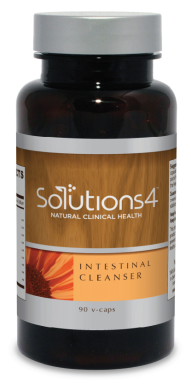 Solutions4
NATURAL CLINICAL HEALTH
INTESTINAL
CLEANSER
90 v-caps